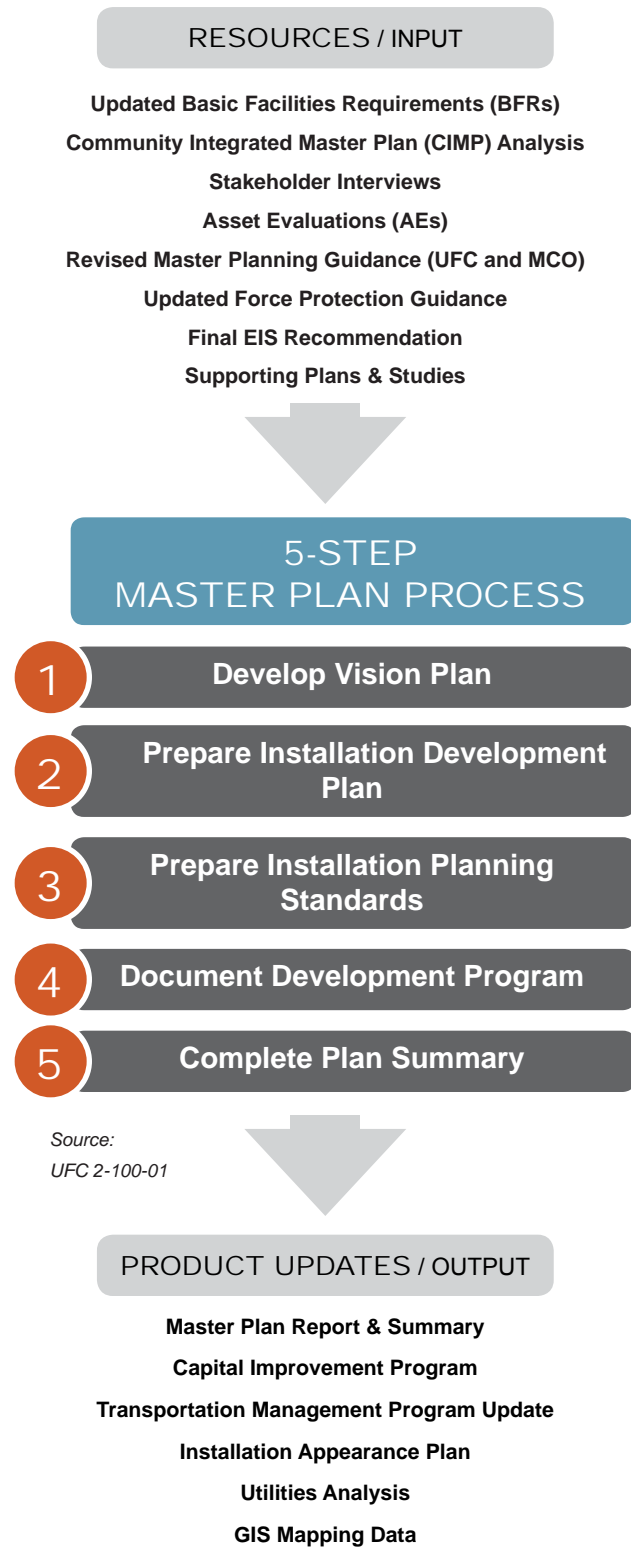 RESOURCES / INPUT
Updated Basic Facilities Requirements (BFRs)
Community Integrated Master Plan (CIMP) Analysis
Stakeholder Interviews
Asset Evaluations (AEs)
Revised Master Planning Guidance (UFC and MCO)
Updated Force Protection Guidance
Final EIS Recommendation
Supporting Plans & Studies
5-STEP
MASTER PLAN PROCESS
1 Develop Vision Plan
2 Prepare Installation Development
Plan
3 Prepare Installation Planning
Standards
4 Document Development Program
5 Complete Plan Summary
Source:
UFC 2-100-01
PRODUCT UPDATES / OUTPUT
Master Plan Report & Summary
Capital Improvement Program
Transportation Management Program Update
Installation Appearance Plan
Utilities Analysis
GIS Mapping Data